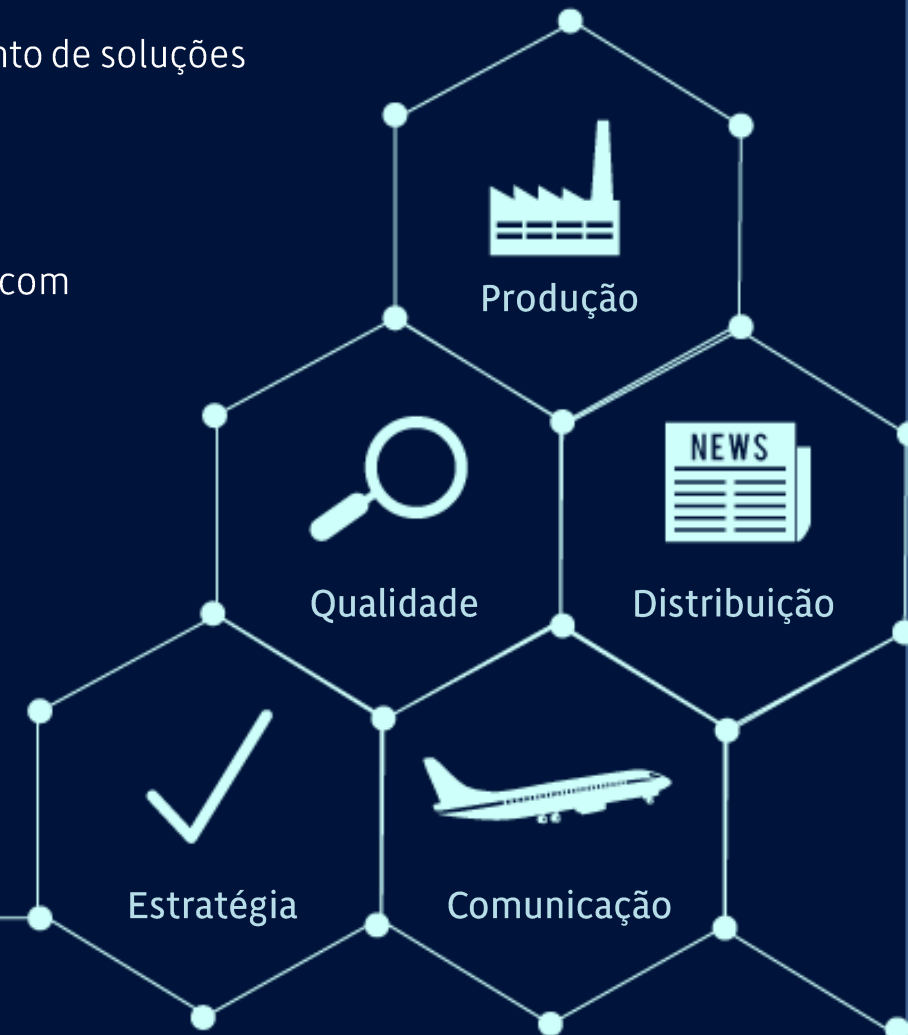 nto de soluções
com
Produção
NEWS
Qualidade
Distribuição
Estratégia
Comunicação